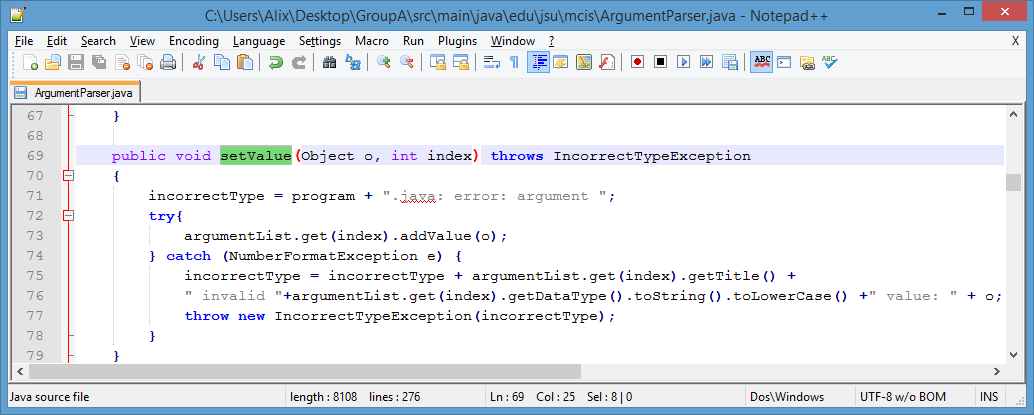 C:\Users\Alix\Desktop\GroupA\src\main\java\edu\jsu\mcis\ArgumentParser.java - Notepad++
File Edit Search View Encoding Language Settings Macro Run Plugins Window ? X
ABC ABC
ArgumentParser.java
67 }
68
69 public void setValue(Object o, int index) throws IncorrectTypeException
70 {
71 incorrectType = program + ".java: error: argument ";
72 try{
73 argumentList.get(index).addValue(o);
74 } catch (NumberFormatException e) {
75 incorrectType = incorrectType + argumentList.get(index).getTitle() +
76 " invalid "+argumentList.get(index).getDataType().toString().toLowerCase() +" value: " + o;
77 throw new IncorrectTypeException(incorrectType);
78 }
79 }
Java source file length : 8108 lines : 276 Ln : 69 Col : 25 Sel : 8 | 0 Dos\Windows UTF-8 w/o BOM INS